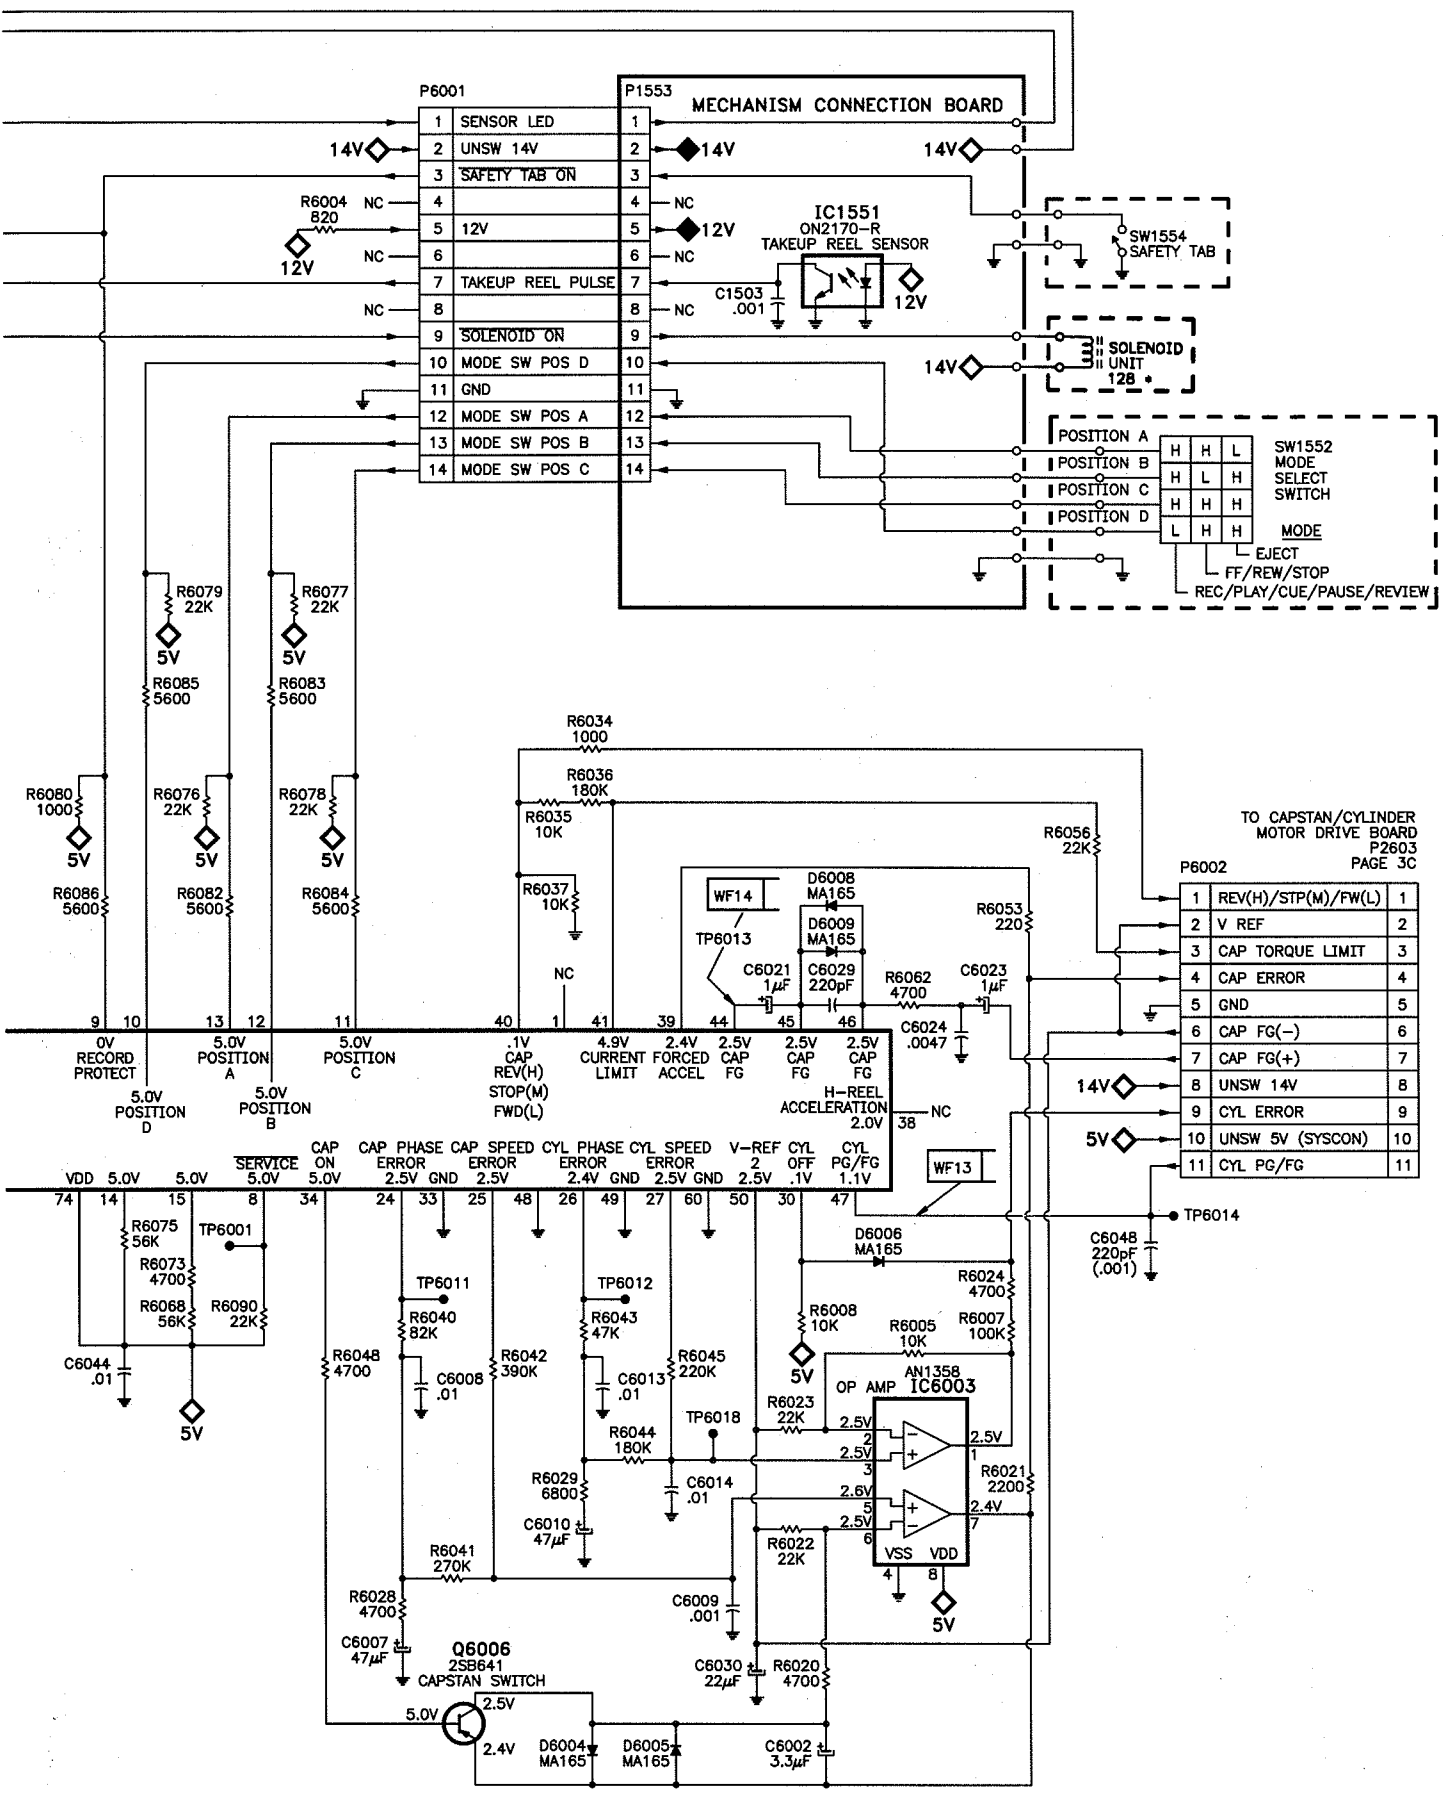 P6001
P1553
MECHANISM CONNECTION BOARD
1 SENSOR LED 1
14V 2 UNSW 14V 2 14V
14V
3 SAFETY TAB ON 3
R6004
820
NC 4 4 NC
5 12V 5 12V
12V
NC 6 6 NC
7 TAKEUP REEL PULSE 7
NC 8 8 NC
9 SOLENOID ON 9
10 MODE SW POS D 10
11 GND 11
12 MODE SW POS A 12
13 MODE SW POS B 13
14 MODE SW POS C 14
IC1551
ON2170-R
TAKEUP REEL SENSOR
C1503
.001
12V
SW1554
SAFETY TAB
14V
SOLENOID
UNIT
128 *
POSITION A
POSITION B
POSITION C
POSITION D
H H L
H L H
H H H
L H H
SW1552
MODE
SELECT
SWITCH
MODE
EJECT
FF/REW/STOP
REC/PLAY/CUE/PAUSE/REVIEW
R6079
22K
5V
R6077
22K
5V
R6085
5600
R6083
5600
R6080
1000
5V
R6076
22K
5V
R6078
22K
5V
R6086
5600
R6082
5600
R6084
5600
R6034
1000
R6036
180K
R6035
10K
R6037
10K
R6056
22K
NC
WF14
TP6013
D6008
MA165
D6009
MA165
C6021
1µF
C6029
220pF
R6062
4700
C6023
1µF
C6024
.0047
R6053
220
TO CAPSTAN/CYLINDER
MOTOR DRIVE BOARD
P2603
PAGE 3C
P6002
1 REV(H)/STP(M)/FW(L) 1
2 V REF 2
3 CAP TORQUE LIMIT 3
4 CAP ERROR 4
5 GND 5
6 CAP FG(-) 6
7 CAP FG(+) 7
14V 8 UNSW 14V 8
9 CYL ERROR 9
5V 10 UNSW 5V (SYSCON) 10
11 CYL PG/FG 11
9 10 13 12 11 40 1 41 39 44 45 46
0V
RECORD
PROTECT
5.0V
POSITION
D
5.0V
POSITION
A
5.0V
POSITION
B
5.0V
POSITION
C
.1V
CAP
REV(H)
STOP(M)
FWD(L)
4.9V
CURRENT
LIMIT
2.4V
FORCED
ACCEL
2.5V
CAP
FG
2.5V
CAP
FG
2.5V
CAP
FG
H-REEL
ACCELERATION
2.0V
38
NC
VDD
5.0V
5.0V
SERVICE
5.0V
CAP
ON
5.0V
CAP PHASE
ERROR
2.5V
GND
CAP SPEED
ERROR
2.5V
CYL PHASE
ERROR
2.4V
GND
CYL SPEED
ERROR
2.5V
GND
V-REF
2
2.5V
CYL
OFF
.1V
CYL
PG/FG
1.1V
74 14 15 8 34 24 33 25 48 26 49 27 60 50 30 47
WF13
TP6014
C6048
220pF
(.001)
R6075
56K
R6073
4700
R6068
56K
TP6001
R6090
22K
C6044
.01
5V
R6048
4700
TP6011
R6040
82K
C6008
.01
R6042
390K
TP6012
R6043
47K
C6013
.01
R6045
220K
D6006
MA165
R6008
10K
5V
R6024
4700
R6007
100K
R6005
10K
AN1358
OP AMP IC6003
R6023
22K
TP6018
R6044
180K
R6029
6800
C6014
.01
C6010
47µF
2.5V
2
2.5V
3
2.6V
5
2.5V
6
2.5V
1
2.4V
7
VSS
4
VDD
8
5V
R6021
2200
R6022
22K
R6041
270K
R6028
4700
C6007
47µF
C6009
.001
C6030
22µF
R6020
4700
Q6006
2SB641
CAPSTAN SWITCH
5.0V
2.5V
2.4V
D6004
MA165
D6005
MA165
C6002
3.3µF